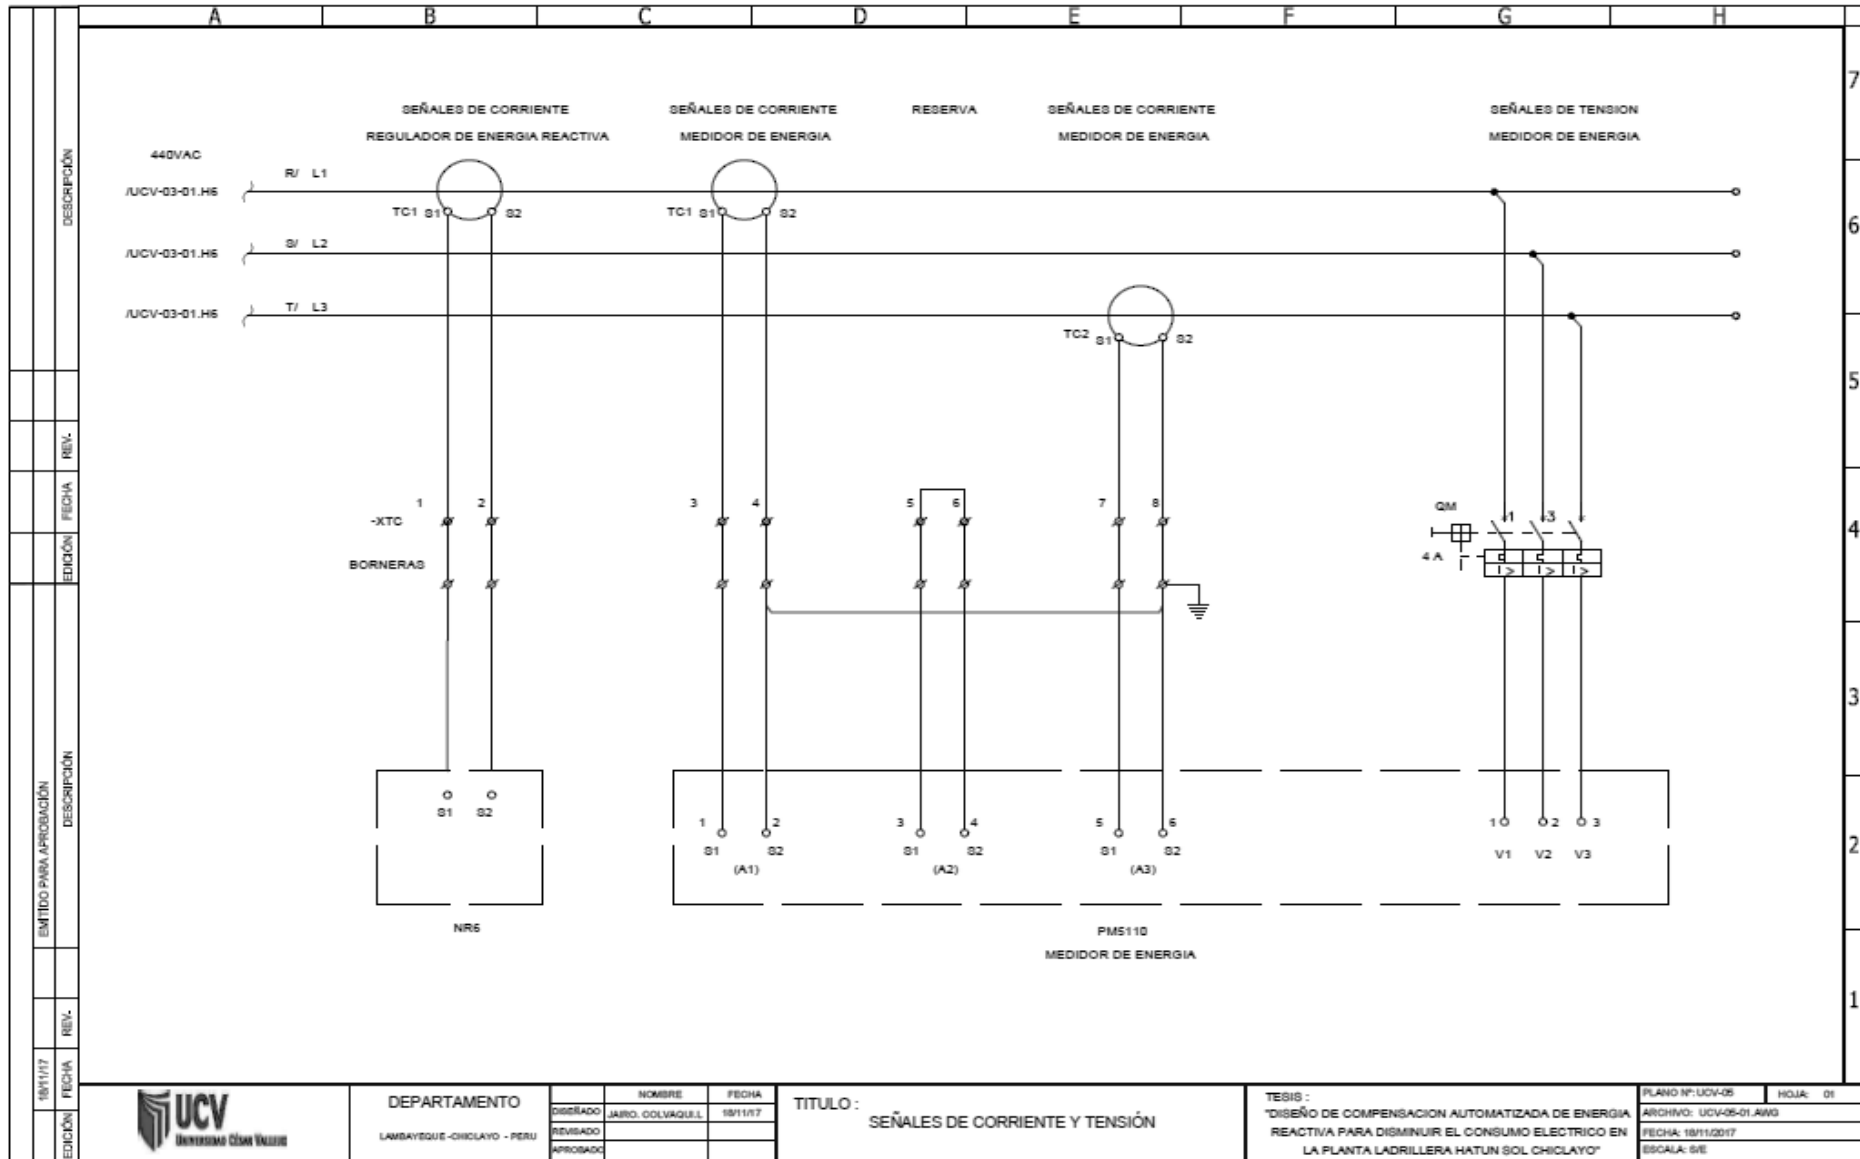 A B C D E F G H
7
6
5
4
3
2
1
SEÑALES DE CORRIENTE
REGULADOR DE ENERGIA REACTIVA
SEÑALES DE CORRIENTE
MEDIDOR DE ENERGIA
RESERVA
SEÑALES DE CORRIENTE
MEDIDOR DE ENERGIA
SEÑALES DE TENSION
MEDIDOR DE ENERGIA
440VAC
/UCV-03-01.H6 R/ L1
TC1 S1 S2
TC1 S1 S2
/UCV-03-01.H6 S/ L2
/UCV-03-01.H6 T/ L3
TC2 S1 S2
1 2 3 4 5 6 7 8
-XTC
BORNERAS
QM
1 3
4 A
I > I > I >
S1 S2
NR6
1 2 3 4 5 6
S1 S2 S1 S2 S1 S2
(A1) (A2) (A3)
1 2 3
V1 V2 V3
PM5110
MEDIDOR DE ENERGIA
DESCRIPCIÓN
REV-
FECHA
EDICIÓN
EMITIDO PARA APROBACIÓN
DESCRIPCIÓN
REV-
18/11/17
FECHA
EDICIÓN
UCV
UNIVERSIDAD CÉSAR VALLEJO
DEPARTAMENTO
LAMBAYEQUE -CHICLAYO - PERU
NOMBRE FECHA
DISEÑADO JAIRO. COLVAQUI.L 18/11/17
REVISADO
APROBADO
TITULO :
SEÑALES DE CORRIENTE Y TENSIÓN
TESIS :
"DISEÑO DE COMPENSACION AUTOMATIZADA DE ENERGIA
REACTIVA PARA DISMINUIR EL CONSUMO ELECTRICO EN
LA PLANTA LADRILLERA HATUN SOL CHICLAYO"
PLANO Nº: UCV-05 HOJA: 01
ARCHIVO: UCV-05-01.AWG
FECHA: 18/11/2017
ESCALA: S/E